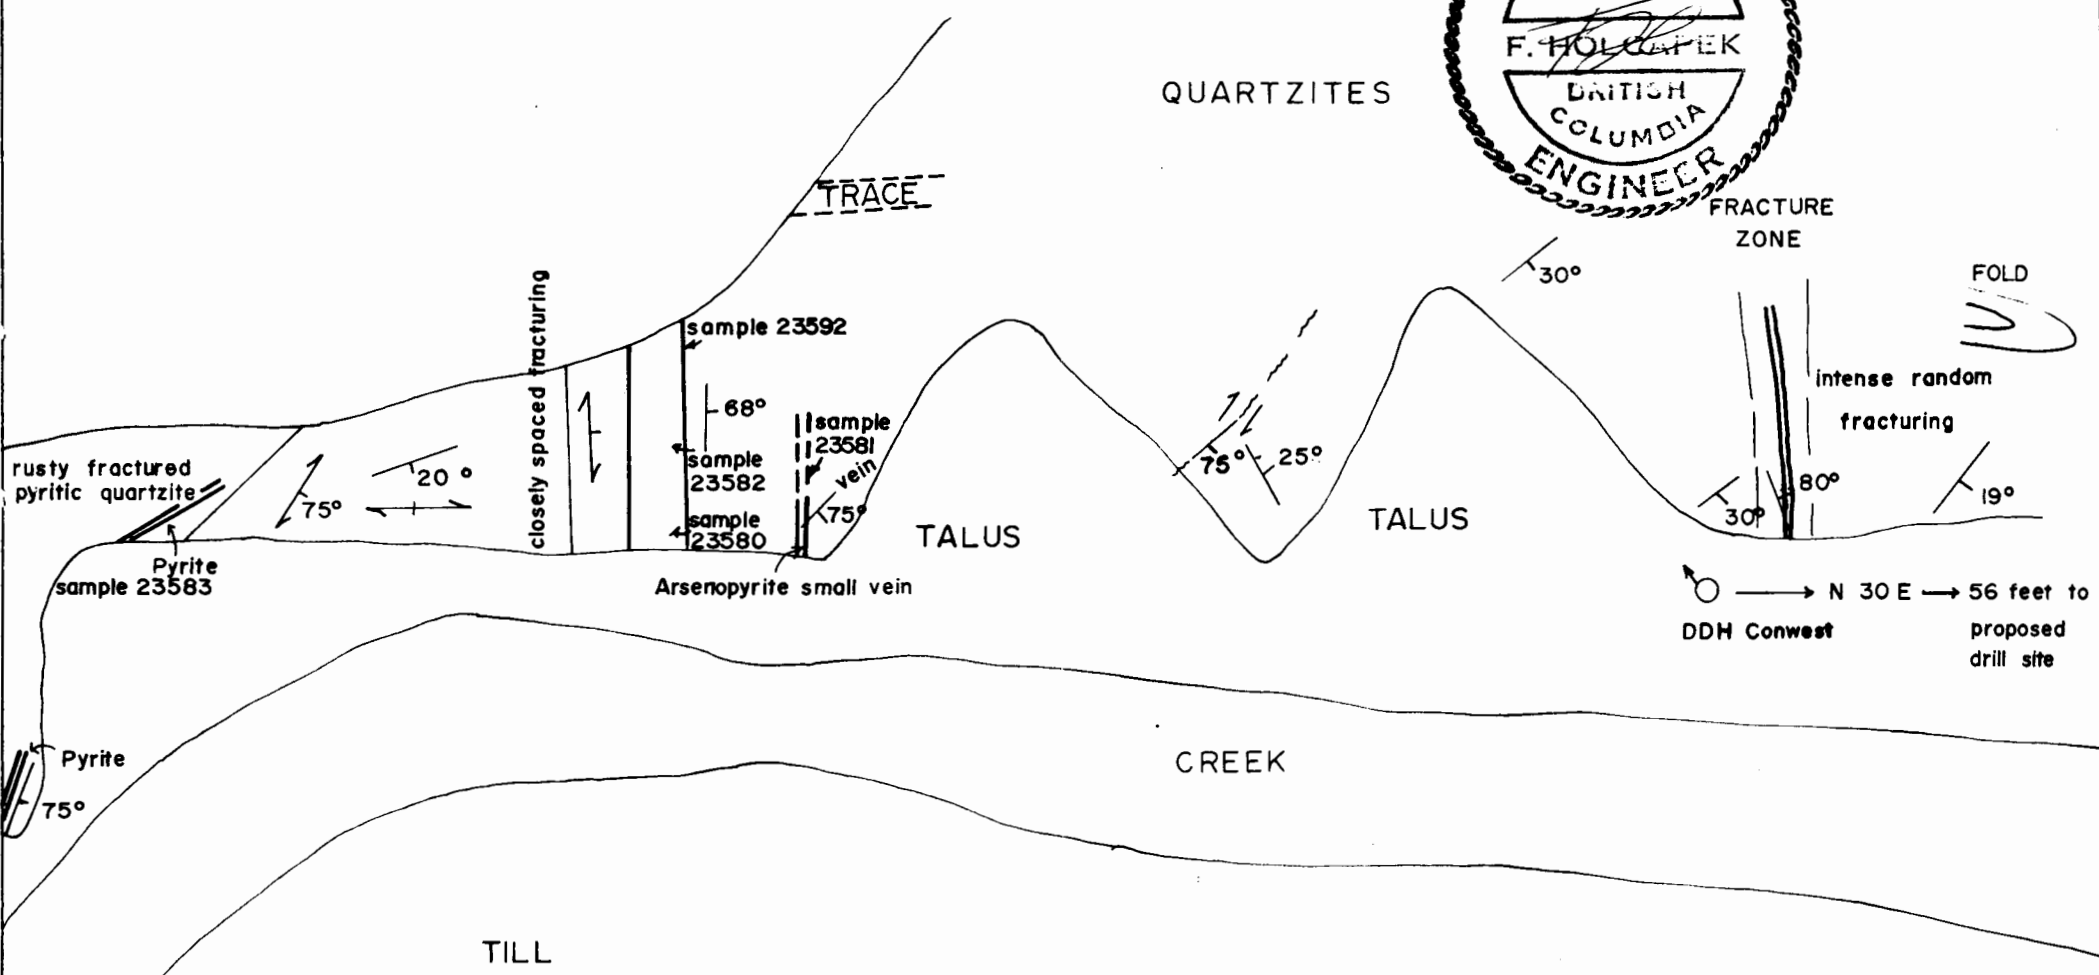 F. HOLCAPEK
BRITISH
COLUMBIA
ENGINEER
QUARTZITES
TRACE
FRACTURE
ZONE
30°
FOLD
closely spaced fracturing
sample 23592
68°
sample
23581
vein
75°
sample
23582
sample
23580
intense random
fracturing
rusty fractured
pyritic quartzite
75°
20°
75°
25°
30°
80°
19°
TALUS
TALUS
Pyrite
sample 23583
Arsenopyrite small vein
N 30 E
56 feet to
proposed
drill site
DDH Conwest
Pyrite
75°
CREEK
TILL